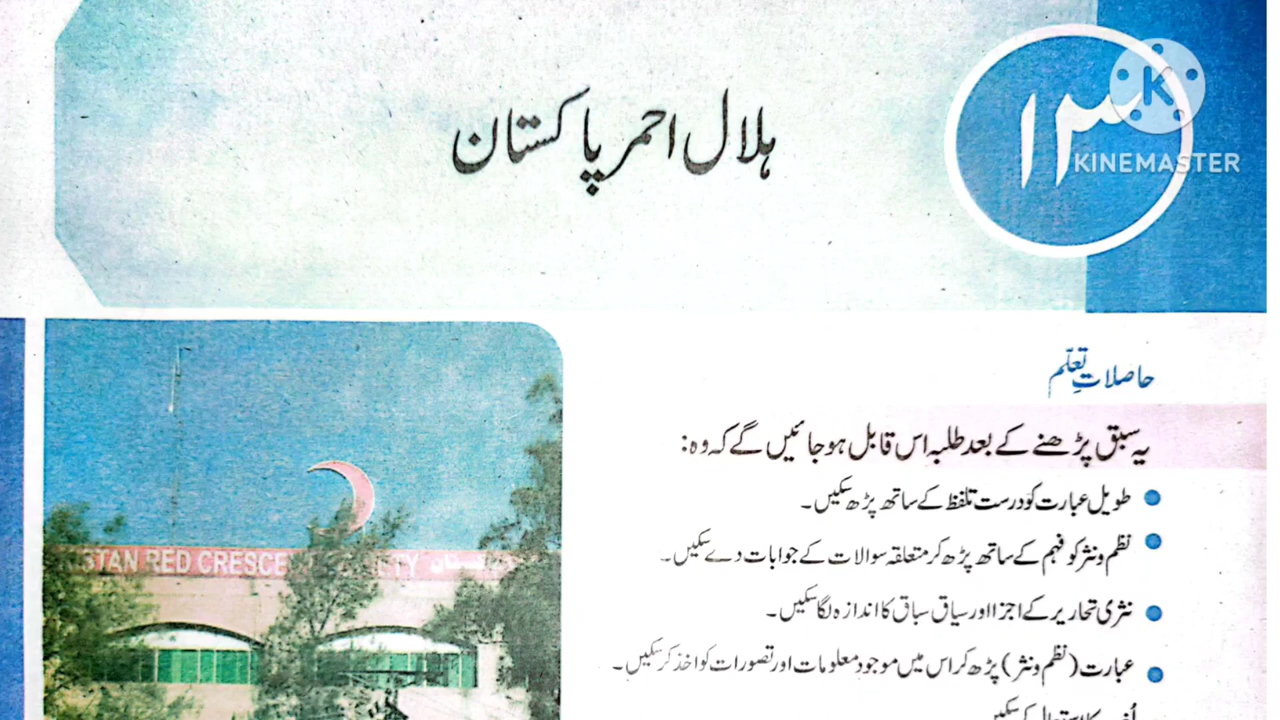 ۱۳
K
KINEMASTER
ہلال احمر پاکستان
حاصلاتِ تعلّم
یہ سبق پڑھنے کے بعد طلبہ اس قابل ہو جائیں گے کہ وہ:
طویل عبارت کو درست تلفظ کے ساتھ پڑھ سکیں۔
نظم و نثر کو فہم کے ساتھ پڑھ کر متعلقہ سوالات کے جوابات دے سکیں۔
نثری تحاریر کے اجزا اور سیاق سباق کا اندازہ لگا سکیں۔
عبارت (نظم و نثر) پڑھ کر اس میں موجود معلومات اور تصورات کو اخذ کر سکیں۔
ISTAN RED CRESCE